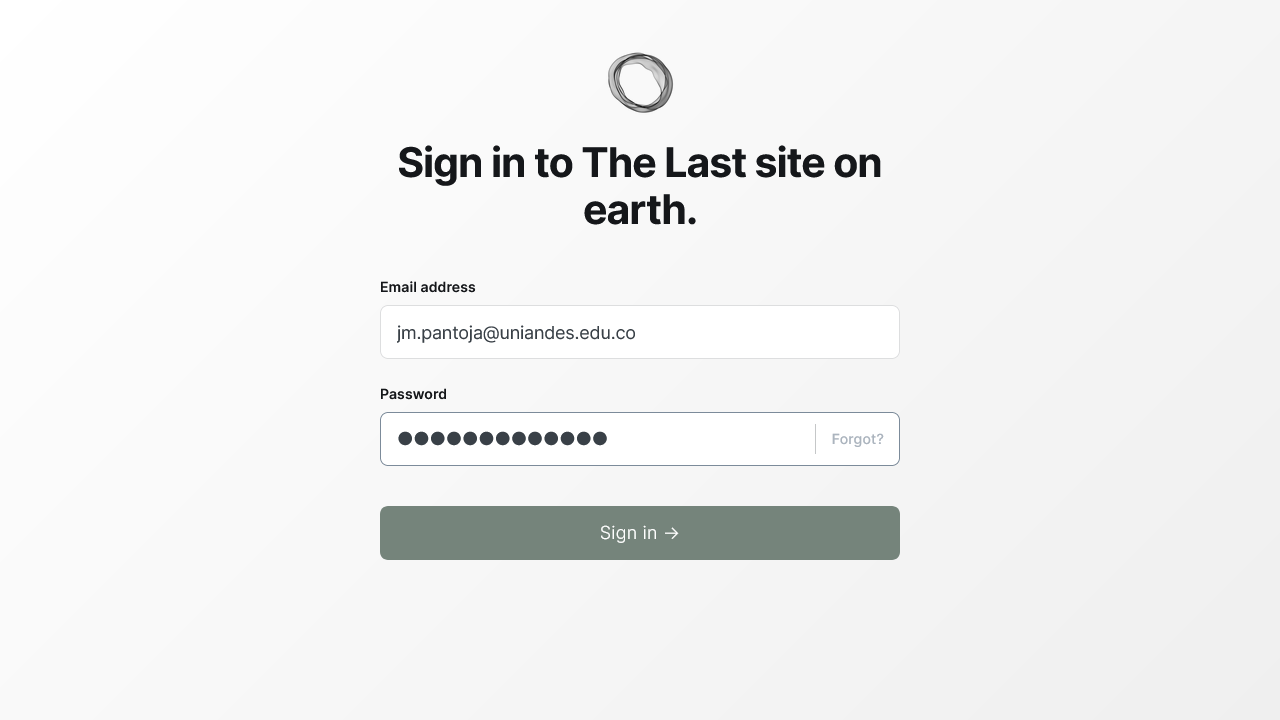 Sign in to The Last site on
earth.
Email address
jm.pantoja@uniandes.edu.co
Password
●●●●●●●●●●●●●
Forgot?
Sign in →